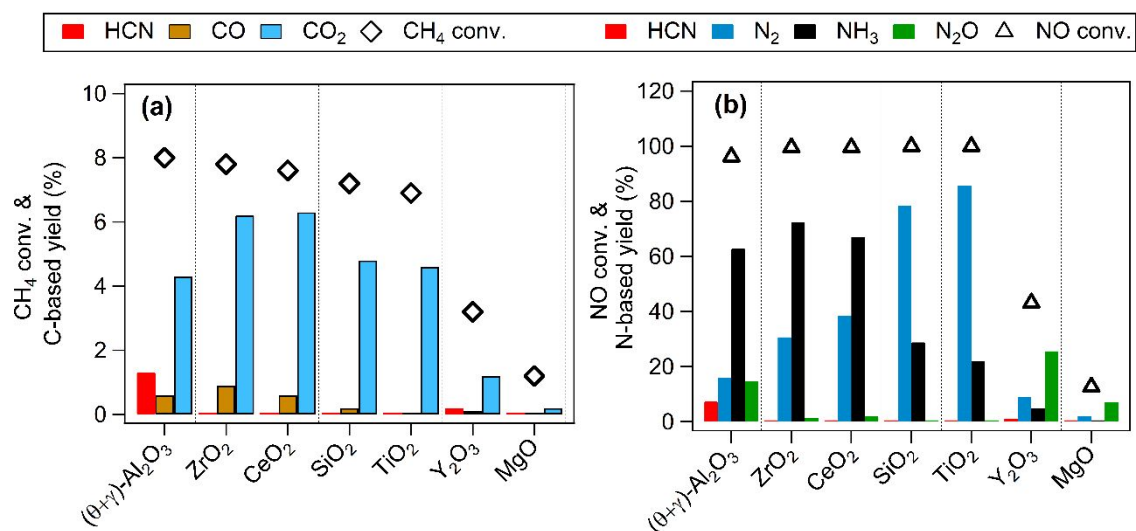 HCN CO CO₂ CH₄ conv. HCN N₂ NH₃ N₂O NO conv.
(a)
CH₄ conv. &
C-based yield (%)
10
8
6
4
2
0
(θ+γ)-Al₂O₃ ZrO₂ CeO₂ SiO₂ TiO₂ Y₂O₃ MgO
(b)
NO conv. &
N-based yield (%)
120
100
80
60
40
20
0
(θ+γ)-Al₂O₃ ZrO₂ CeO₂ SiO₂ TiO₂ Y₂O₃ MgO